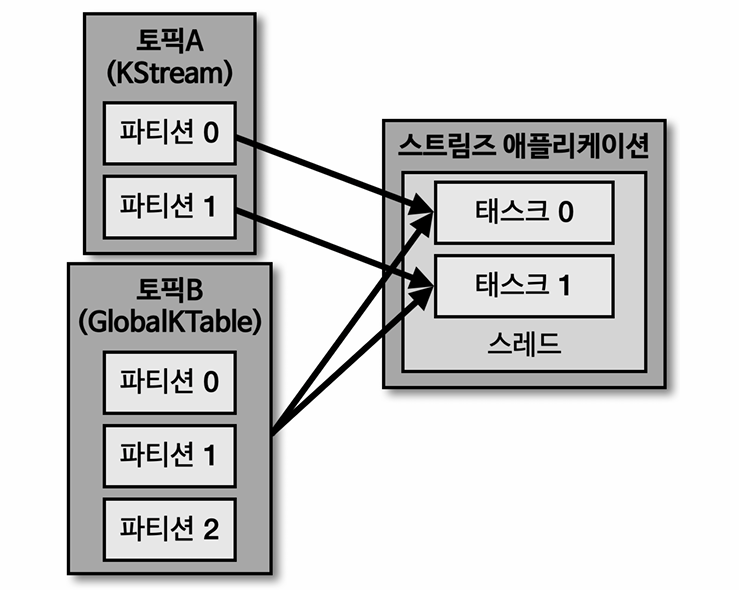 토픽A
(KStream)
파티션 0
파티션 1
토픽B
(GlobalKTable)
파티션 0
파티션 1
파티션 2
스트림즈 애플리케이션
태스크 0
태스크 1
스레드